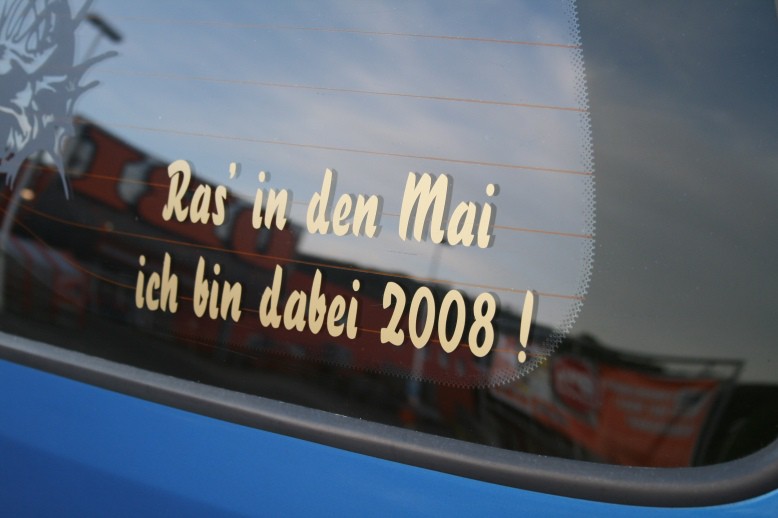 Ras' in den Mai
ich bin dabei 2008 !